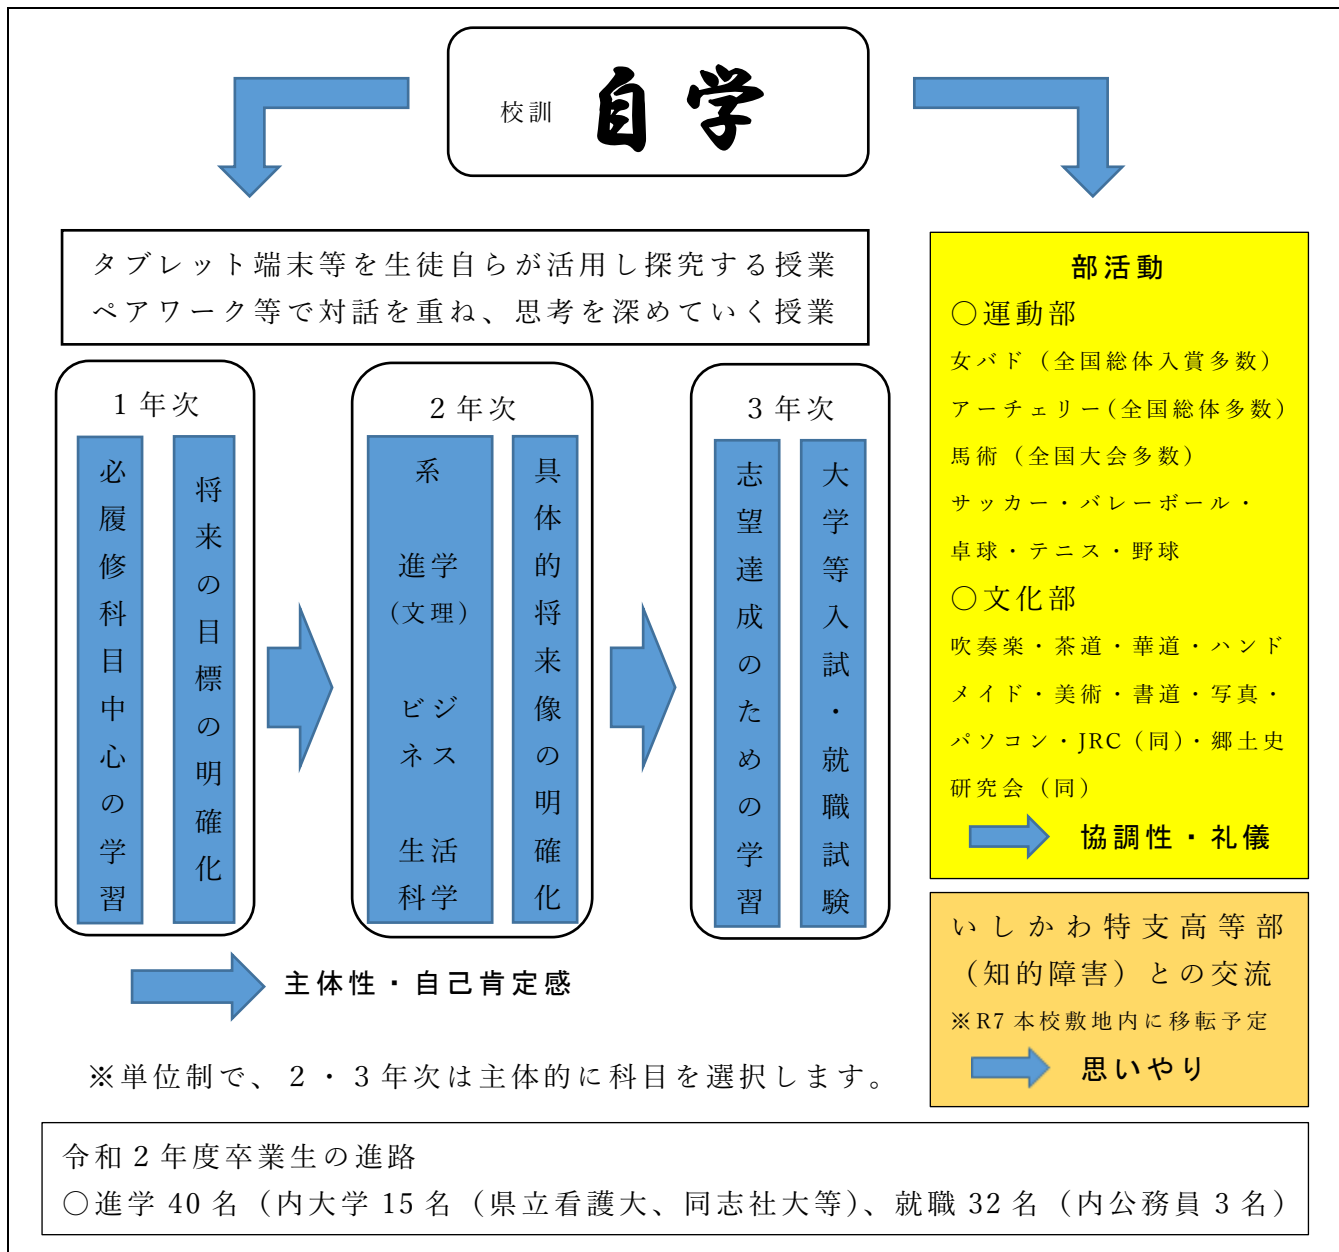 校訓 自学
タブレット端末等を生徒自らが活用し探究する授業
ペアワーク等で対話を重ね、思考を深めていく授業
1年次
必履修科目中心の学習
将来の目標の明確化
2年次
系
進学
(文理)
ビジ
ネス
生活
科学
具体的将来像の明確化
3年次
志望達成のための学習
大学等入試・就職試験
主体性・自己肯定感
※単位制で、2・3年次は主体的に科目を選択します。
部活動
○運動部
女バド（全国総体入賞多数）
アーチェリー（全国総体多数）
馬術（全国大会多数）
サッカー・バレーボール・
卓球・テニス・野球
○文化部
吹奏楽・茶道・華道・ハンド
メイド・美術・書道・写真・
パソコン・JRC（同）・郷土史
研究会（同）
協調性・礼儀
いしかわ特支高等部
（知的障害）との交流
※R7 本校敷地内に移転予定
思いやり
令和2年度卒業生の進路
○進学 40 名（内大学 15 名（県立看護大、同志社大等）、就職 32 名（内公務員 3 名）